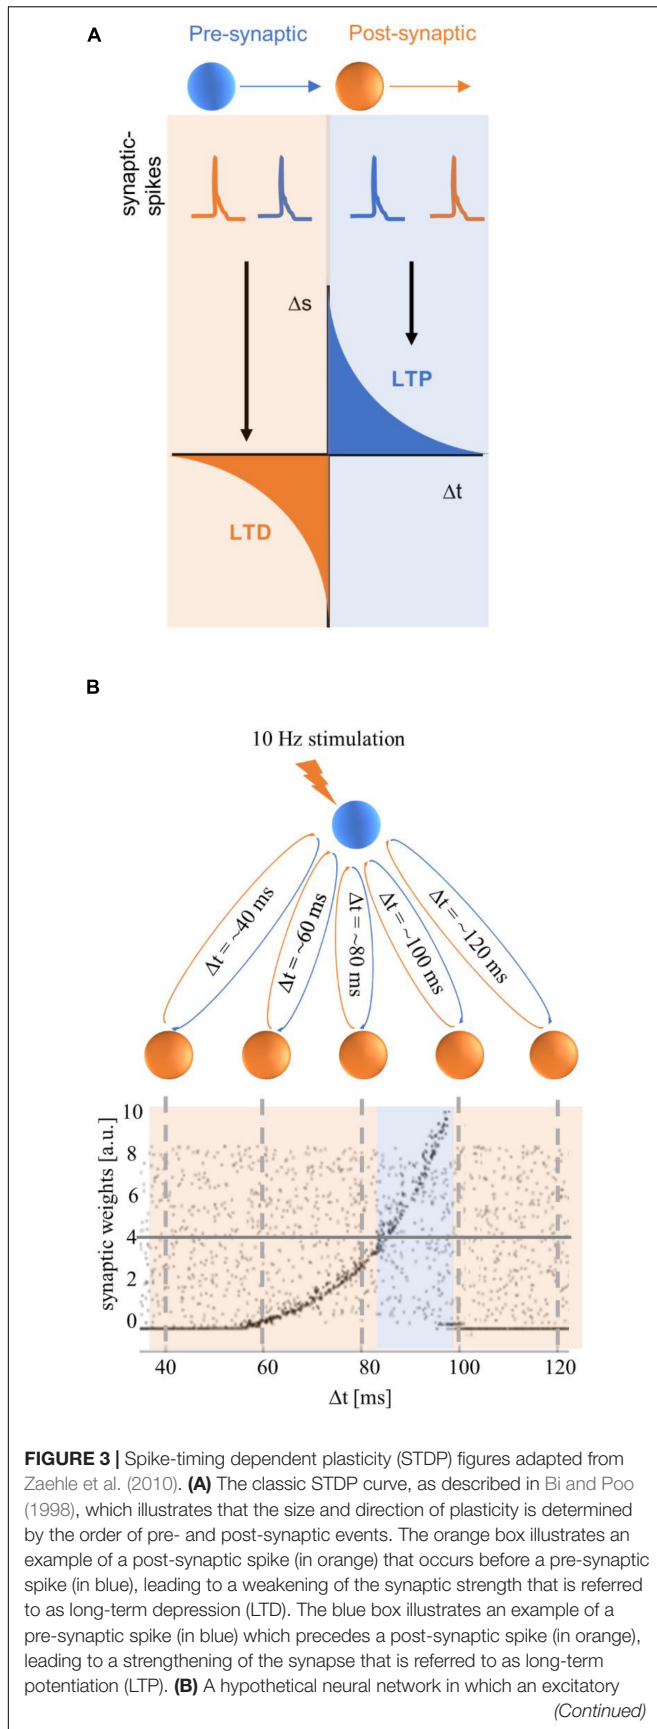 A
Pre-synaptic
Post-synaptic
synaptic-
spikes
Δs
LTP
Δt
LTD
B
10 Hz stimulation
Δt = ~40 ms
Δt = ~60 ms
Δt = ~80 ms
Δt = ~100 ms
Δt = ~120 ms
synaptic weights [a.u.]
10
8
6
4
2
0
40
60
80
100
120
Δt [ms]
FIGURE 3 | Spike-timing dependent plasticity (STDP) figures adapted from
Zaehle et al. (2010). (A) The classic STDP curve, as described in Bi and Poo
(1998), which illustrates that the size and direction of plasticity is determined
by the order of pre- and post-synaptic events. The orange box illustrates an
example of a post-synaptic spike (in orange) that occurs before a pre-synaptic
spike (in blue), leading to a weakening of the synaptic strength that is referred
to as long-term depression (LTD). The blue box illustrates an example of a
pre-synaptic spike (in blue) which precedes a post-synaptic spike (in orange),
leading to a strengthening of the synapse that is referred to as long-term
potentiation (LTP). (B) A hypothetical neural network in which an excitatory
(Continued)